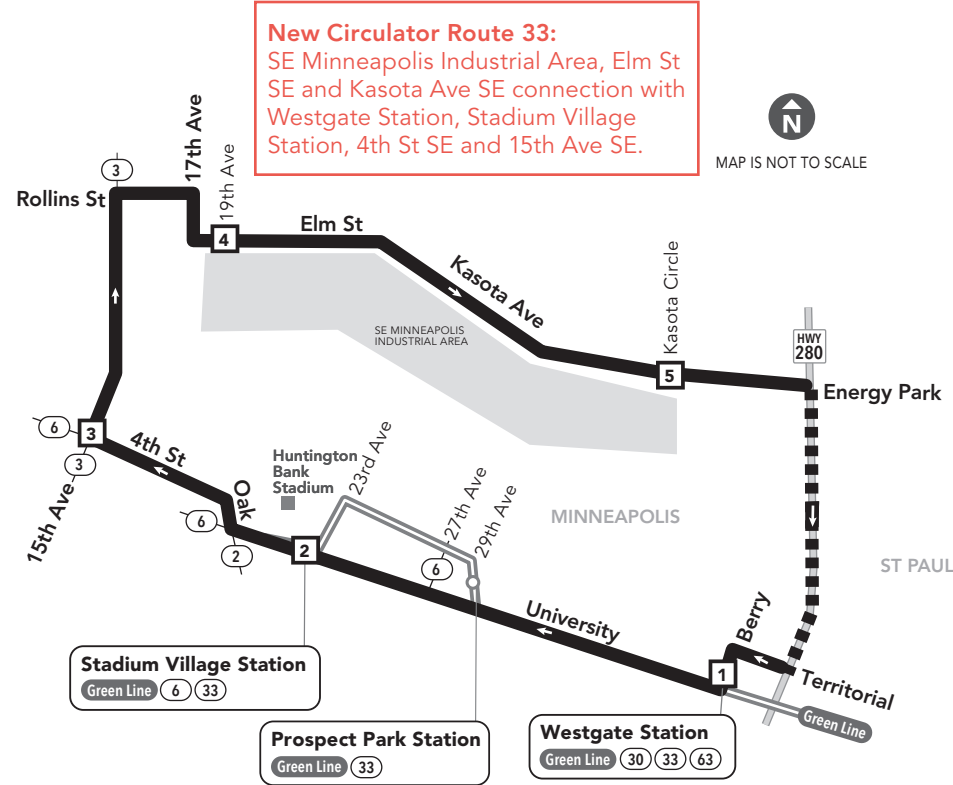 New Circulator Route 33:
SE Minneapolis Industrial Area, Elm St
SE and Kasota Ave SE connection with
Westgate Station, Stadium Village
Station, 4th St SE and 15th Ave SE.
N
MAP IS NOT TO SCALE
3
Rollins St
17th Ave
19th Ave
4
Elm St
Kasota Ave
Kasota Circle
SE MINNEAPOLIS
INDUSTRIAL AREA
HWY
280
5
Energy Park
6
3
3
15th Ave
4th St
Oak
Huntington
Bank
Stadium
23rd Ave
27th Ave
29th Ave
6
2
2
6
MINNEAPOLIS
ST PAUL
University
Berry
1
Territorial
Green Line
Stadium Village Station
Green Line 6 33
Prospect Park Station
Green Line 33
Westgate Station
Green Line 30 33 63